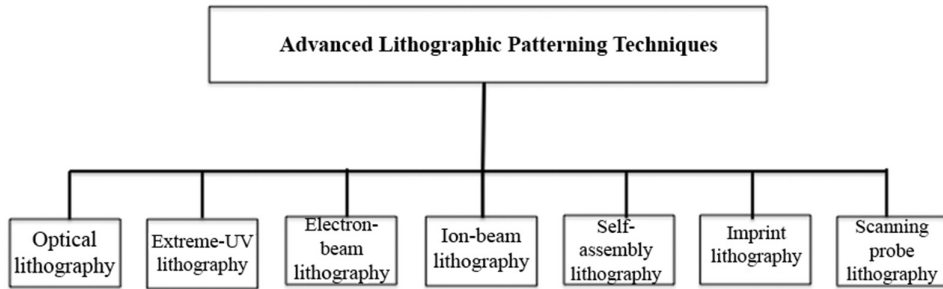 Advanced Lithographic Patterning Techniques
Optical
lithography
Extreme-UV
lithography
Electron-
beam
lithography
Ion-beam
lithography
Self-
assembly
lithography
Imprint
lithography
Scanning
probe
lithography